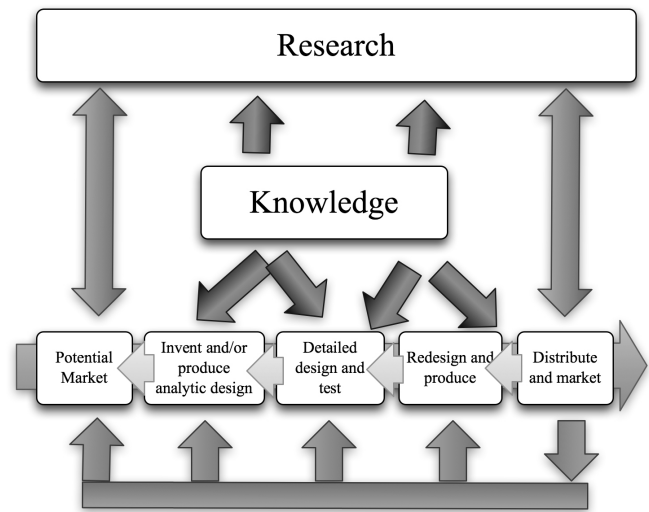 Research
Knowledge
Potential
Market
Invent and/or
produce
analytic design
Detailed
design and
test
Redesign and
produce
Distribute
and market